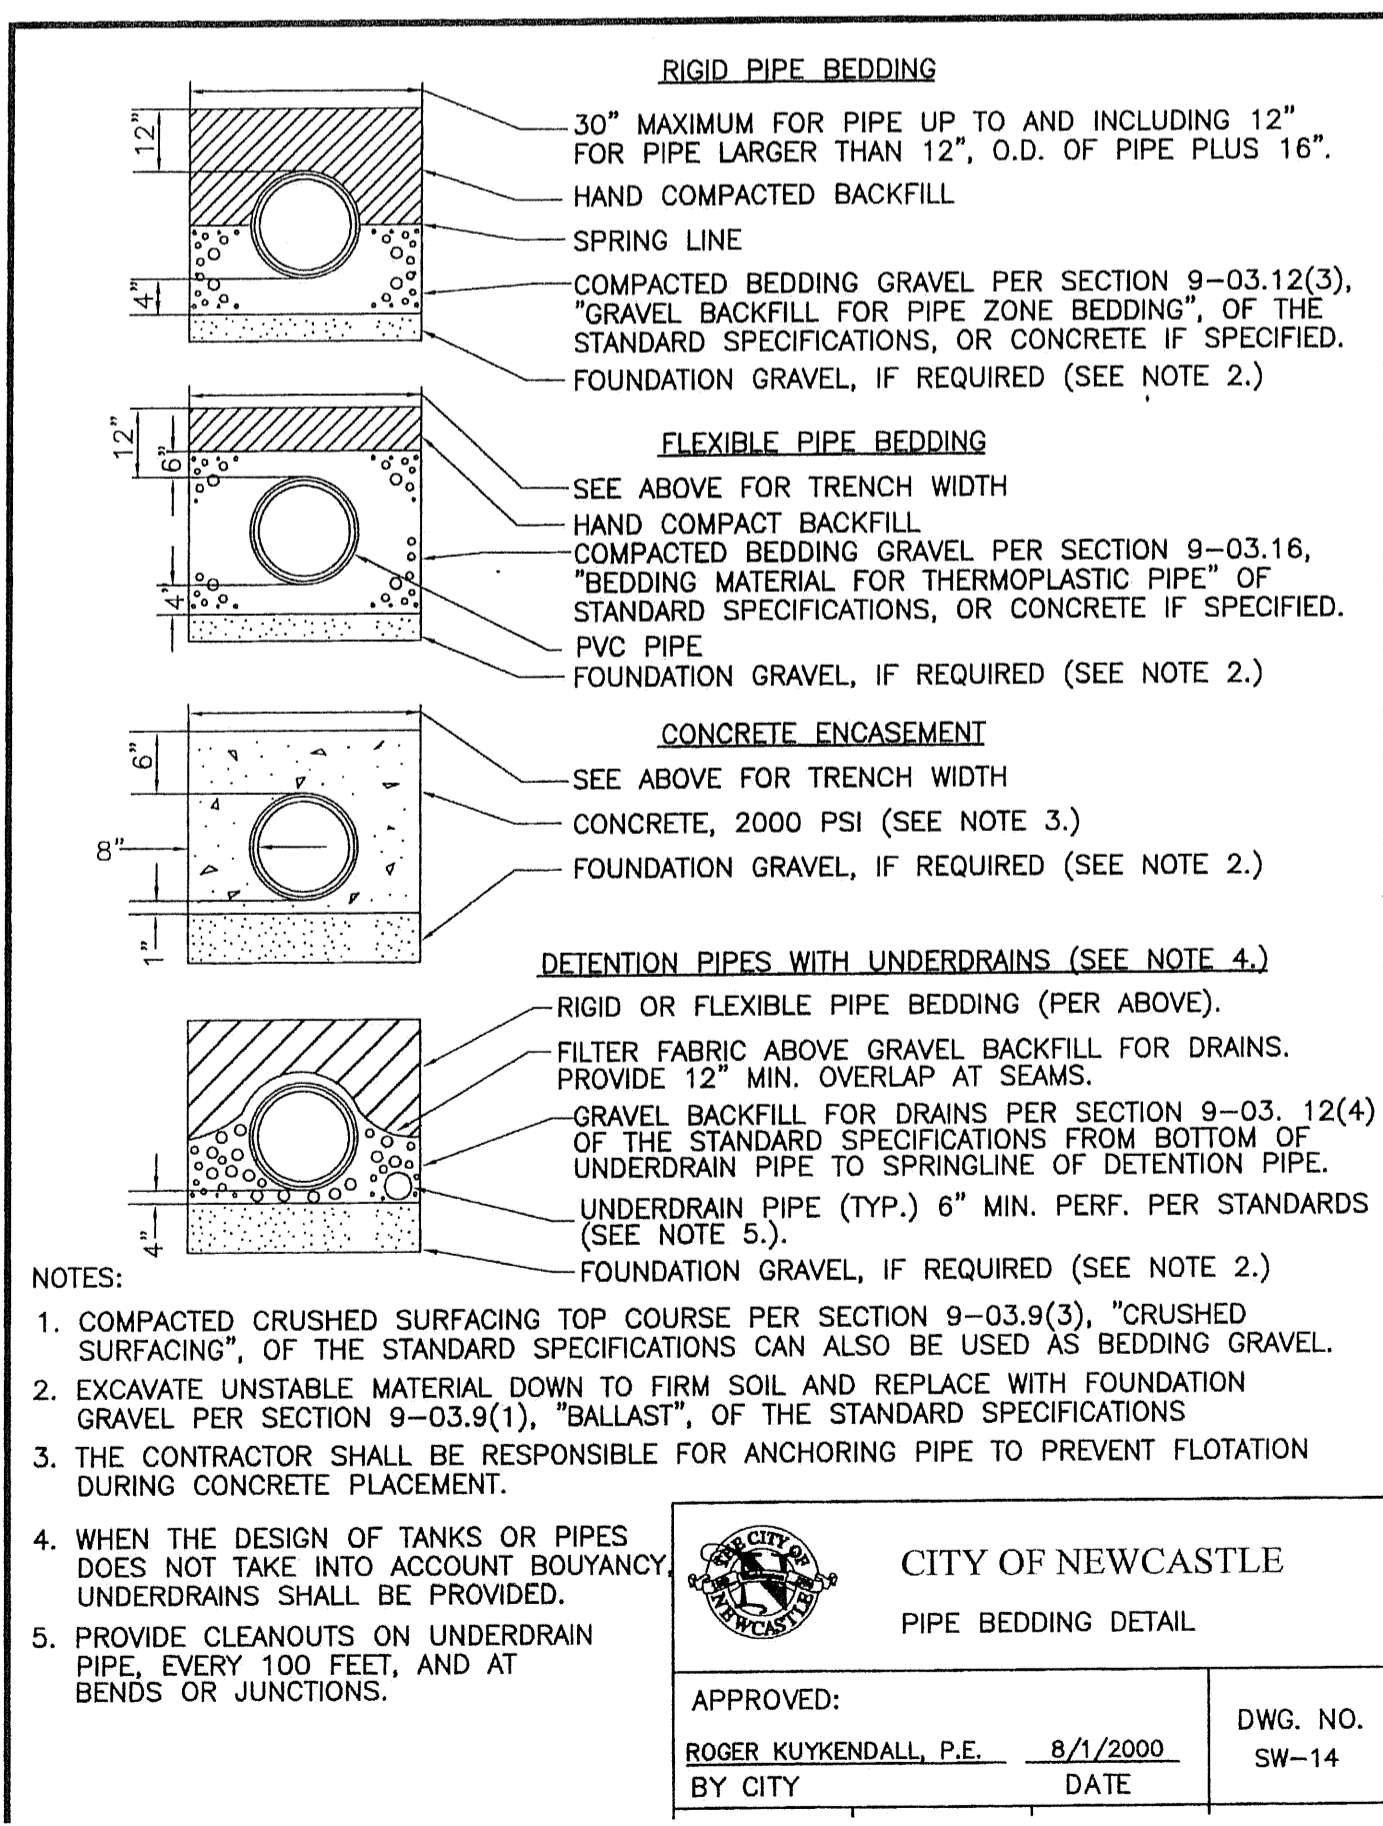 RIGID PIPE BEDDING
30" MAXIMUM FOR PIPE UP TO AND INCLUDING 12"
FOR PIPE LARGER THAN 12", O.D. OF PIPE PLUS 16".
HAND COMPACTED BACKFILL
SPRING LINE
COMPACTED BEDDING GRAVEL PER SECTION 9-03.12(3),
"GRAVEL BACKFILL FOR PIPE ZONE BEDDING", OF THE
STANDARD SPECIFICATIONS, OR CONCRETE IF SPECIFIED.
FOUNDATION GRAVEL, IF REQUIRED (SEE NOTE 2.)
12"
4"
FLEXIBLE PIPE BEDDING
SEE ABOVE FOR TRENCH WIDTH
HAND COMPACT BACKFILL
COMPACTED BEDDING GRAVEL PER SECTION 9-03.16,
"BEDDING MATERIAL FOR THERMOPLASTIC PIPE" OF
STANDARD SPECIFICATIONS, OR CONCRETE IF SPECIFIED.
PVC PIPE
FOUNDATION GRAVEL, IF REQUIRED (SEE NOTE 2.)
12"
6"
4"
CONCRETE ENCASEMENT
SEE ABOVE FOR TRENCH WIDTH
CONCRETE, 2000 PSI (SEE NOTE 3.)
FOUNDATION GRAVEL, IF REQUIRED (SEE NOTE 2.)
6"
8"
1"
DETENTION PIPES WITH UNDERDRAINS (SEE NOTE 4.)
RIGID OR FLEXIBLE PIPE BEDDING (PER ABOVE).
FILTER FABRIC ABOVE GRAVEL BACKFILL FOR DRAINS.
PROVIDE 12" MIN. OVERLAP AT SEAMS.
GRAVEL BACKFILL FOR DRAINS PER SECTION 9-03. 12(4)
OF THE STANDARD SPECIFICATIONS FROM BOTTOM OF
UNDERDRAIN PIPE TO SPRINGLINE OF DETENTION PIPE.
UNDERDRAIN PIPE (TYP.) 6" MIN. PERF. PER STANDARDS
(SEE NOTE 5.).
FOUNDATION GRAVEL, IF REQUIRED (SEE NOTE 2.)
4"
NOTES:
1. COMPACTED CRUSHED SURFACING TOP COURSE PER SECTION 9-03.9(3), "CRUSHED
SURFACING", OF THE STANDARD SPECIFICATIONS CAN ALSO BE USED AS BEDDING GRAVEL.
2. EXCAVATE UNSTABLE MATERIAL DOWN TO FIRM SOIL AND REPLACE WITH FOUNDATION
GRAVEL PER SECTION 9-03.9(1), "BALLAST", OF THE STANDARD SPECIFICATIONS
3. THE CONTRACTOR SHALL BE RESPONSIBLE FOR ANCHORING PIPE TO PREVENT FLOTATION
DURING CONCRETE PLACEMENT.
4. WHEN THE DESIGN OF TANKS OR PIPES
DOES NOT TAKE INTO ACCOUNT BOUYANCY,
UNDERDRAINS SHALL BE PROVIDED.
5. PROVIDE CLEANOUTS ON UNDERDRAIN
PIPE, EVERY 100 FEET, AND AT
BENDS OR JUNCTIONS.
THE CITY OF
NEWCASTLE
CITY OF NEWCASTLE
PIPE BEDDING DETAIL
APPROVED:
ROGER KUYKENDALL, P.E. 8/1/2000
BY CITY DATE
DWG. NO.
SW-14